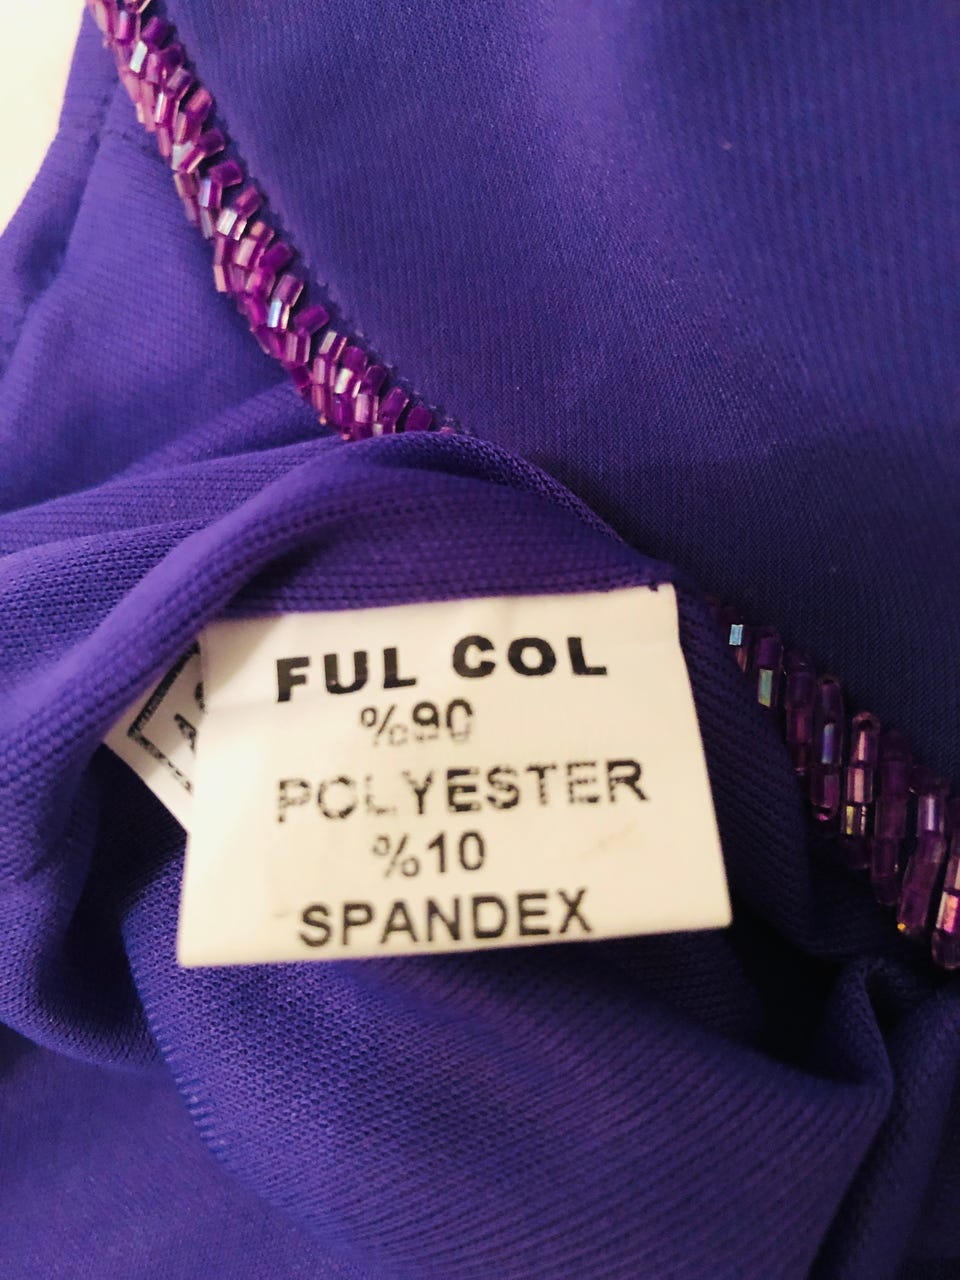 FUL COL
%90
POLYESTER
%10
SPANDEX